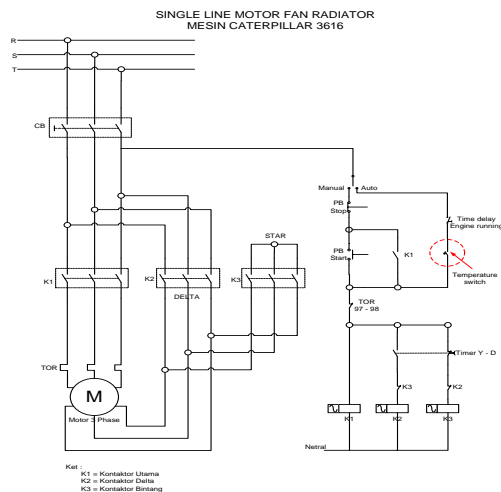 SINGLE LINE MOTOR FAN RADIATOR
MESIN CATERPILLAR 3616
R
S
T
CB
Manual
Auto
PB
Stop
Time delay
Engine running
STAR
PB
Start
K1
Temperature
switch
K1
K2
K3
DELTA
TOR
97 - 98
Timer Y - D
TOR
M
Motor 3 Phase
K3
K2
K1
K2
K3
Netral
Ket :
K1 = Kontaktor Utama
K2 = Kontaktor Delta
K3 = Kontaktor Bintang